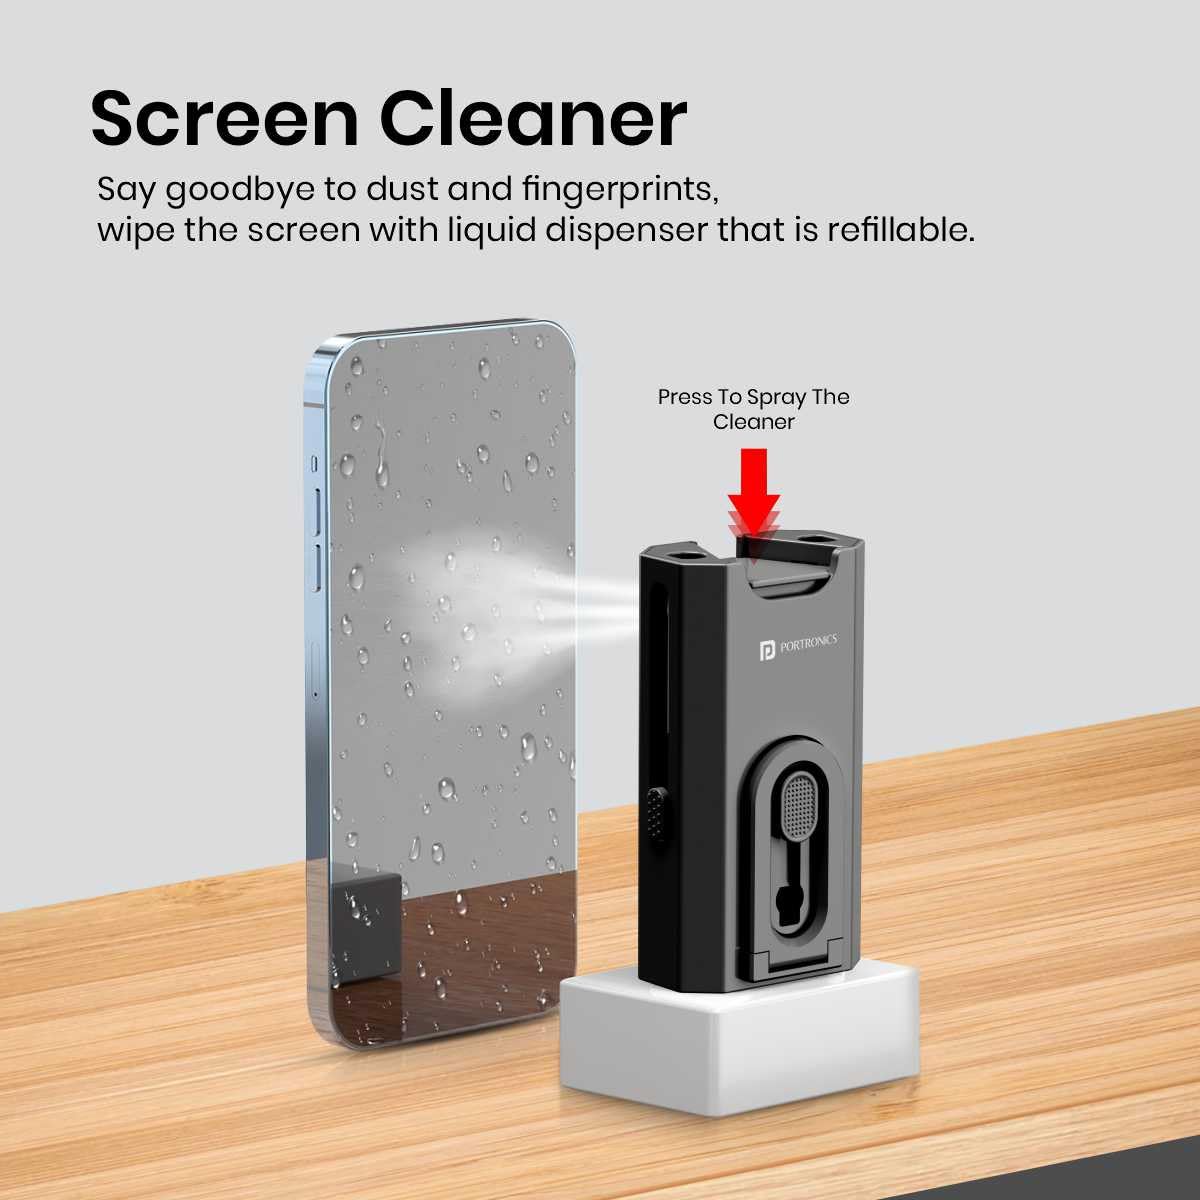 Screen Cleaner
Say goodbye to dust and fingerprints,
wipe the screen with liquid dispenser that is refillable.
Press To Spray The
Cleaner
PORTRONICS